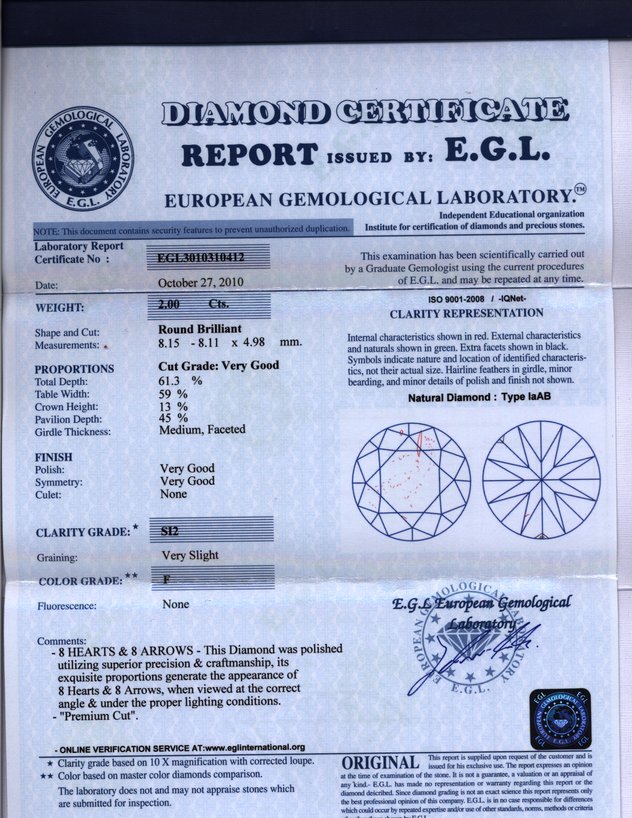 DIAMOND CERTIFICATE
REPORT ISSUED BY: E.G.L.
EUROPEAN GEMOLOGICAL LABORATORY.™
EUROPEAN GEMOLOGICAL LABORATORY
E.G.L.
Independent Educational organization
Institute for certification of diamonds and precious stones.
NOTE: This document contains security features to prevent unauthorized duplication.
Laboratory Report
Certificate No : EGL3010310412
Date: October 27, 2010
WEIGHT: 2.00 Cts.
Shape and Cut: Round Brilliant
Measurements: 8.15 - 8.11 x 4.98 mm.
PROPORTIONS Cut Grade: Very Good
Total Depth: 61.3 %
Table Width: 59 %
Crown Height: 13 %
Pavilion Depth: 45 %
Girdle Thickness: Medium, Faceted
FINISH
Polish: Very Good
Symmetry: Very Good
Culet: None
CLARITY GRADE: * SI2
Graining: Very Slight
COLOR GRADE: ** F
Fluorescence: None
Comments:
- 8 HEARTS & 8 ARROWS - This Diamond was polished
utilizing superior precision & craftmanship, its
exquisite proportions generate the appearance of
8 Hearts & 8 Arrows, when viewed at the correct
angle & under the proper lighting conditions.
- "Premium Cut".
- ONLINE VERIFICATION SERVICE AT:www.eglinternational.org
* Clarity grade based on 10 X magnification with corrected loupe.
** Color based on master color diamonds comparison.
The laboratory does not and may not appraise stones which
are submitted for inspection.
This examination has been scientifically carried out
by a Graduate Gemologist using the current procedures
of E.G.L. and may be repeated at any time.
ISO 9001-2008 / -IQNet-
CLARITY REPRESENTATION
Internal characteristics shown in red. External characteristics
and naturals shown in green. Extra facets shown in black.
Symbols indicate nature and location of identified characteris-
tics, not their actual size. Hairline feathers in girdle, minor
bearding, and minor details of polish and finish not shown.
Natural Diamond : Type IaAB
E.G.L European Gemological
Laboratory
EUROPEAN GEMOLOGICAL LABORATORY
E.G.L.
EGL EUROPEAN GEMOLOGICAL LABORATORY EGL
ORIGINAL This report is supplied upon request of the customer and is
issued for his exclusive use. The report expresses an opinion
at the time of examination of the stone. It is not a guarantee, a valuation or an appraisal of
any kind.- E.G.L. has made no representation or warranty regarding this report or the
diamond described. Since diamond grading is not an exact science this report represents only
the best professional opinion of this company. E.G.L. is in no case responsible for differences
which could occur by repeated expertise and/or use of other standards, norms, methods or criteria